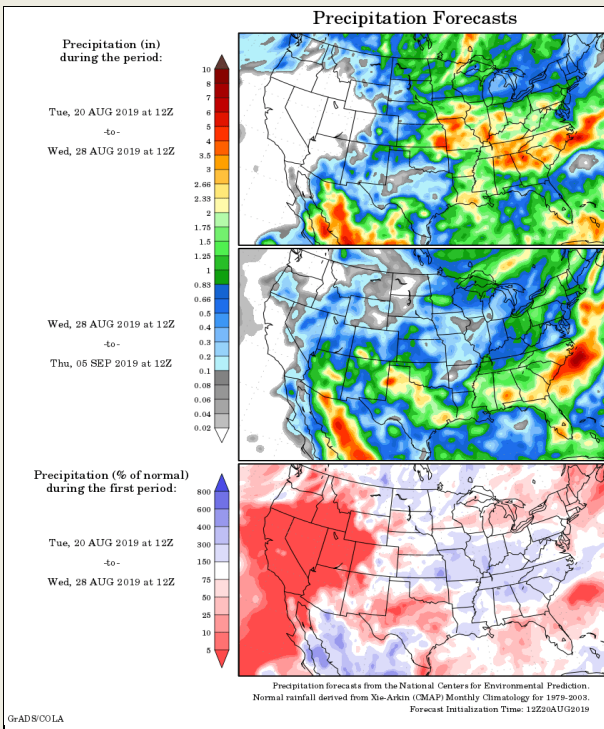 Precipitation Forecasts
Precipitation (in)
during the period:
Tue, 20 AUG 2019 at 12Z
-to-
Wed, 28 AUG 2019 at 12Z
10
8
7
6
5
4
3.5
3
2.66
2.33
2
1.75
1.5
1.25
1
0.83
0.66
0.5
0.4
0.3
0.2
0.1
0.08
0.06
0.04
0.02
Wed, 28 AUG 2019 at 12Z
-to-
Thu, 05 SEP 2019 at 12Z
Precipitation (% of normal)
during the first period:
Tue, 20 AUG 2019 at 12Z
-to-
Wed, 28 AUG 2019 at 12Z
800
600
400
300
150
75
50
25
10
5
Precipitation forecasts from the National Centers for Environmental Prediction.
Normal rainfall derived from Xie-Arkin (CMAP) Monthly Climatology for 1979-2003.
Forecast Initialization Time: 12Z20AUG2019
GrADS/COLA